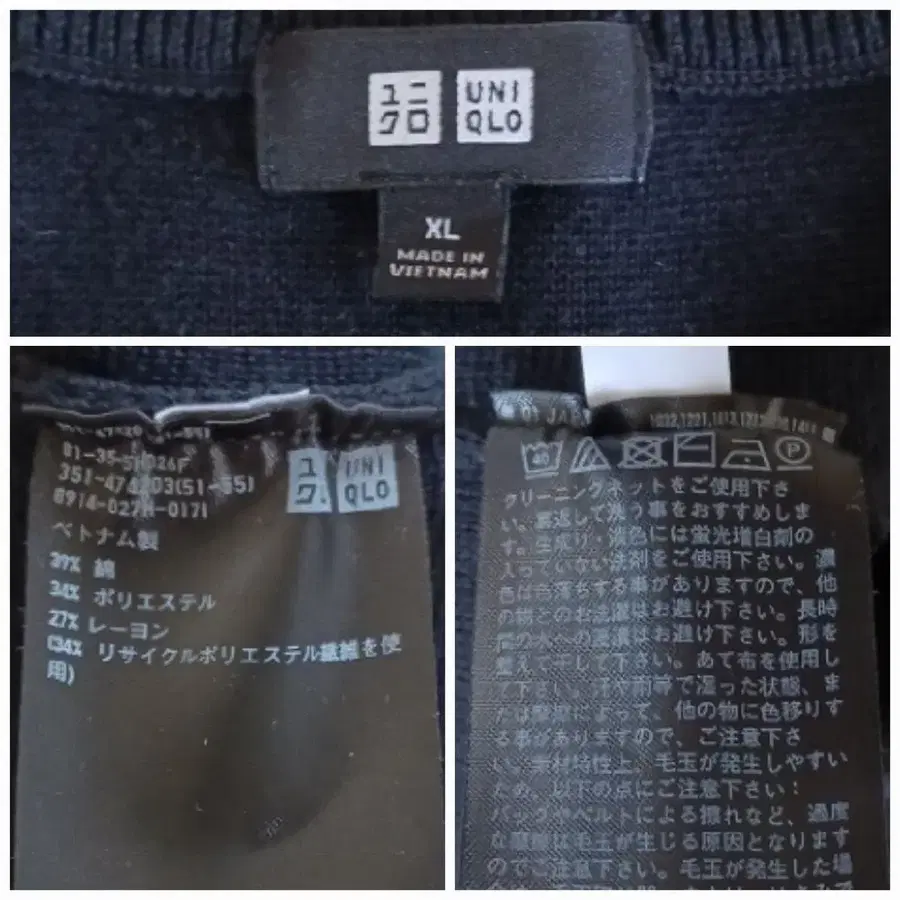 ユニ
クロ
UNI
QLO
XL
MADE IN
VIETNAM
351-474203(51-55)
ユニ
クロ
UNI
QLO
ベトナム製
39% 綿
34% ポリエステル
27% レーヨン
リサイクルポリエステル繊維を使
用)
クリーニングネットをご使用下さ
い。裏返して洗う事をおすすめしま
す。生成り・淡色には蛍光増白剤の
入っていない洗剤をご使用下さい。濃
色は色落ちする事がありますので、他
の物とのお洗濯はお避け下さい。長時
間の水への浸漬はお避け下さい。形を
整えて干して下さい。あて布を使用し
て下さい。汗や雨等で湿った状態、ま
たは摩擦によって、他の物に色移りす
る事がありますので、ご注意下さ
い。素材特性上、毛玉が発生しやすい
ため、以下の点にご注意下さい:
バッグやベルトによる擦れなど、過度
な摩擦は毛玉が生じる原因となります
のでご注意下さい。毛玉が発生した場